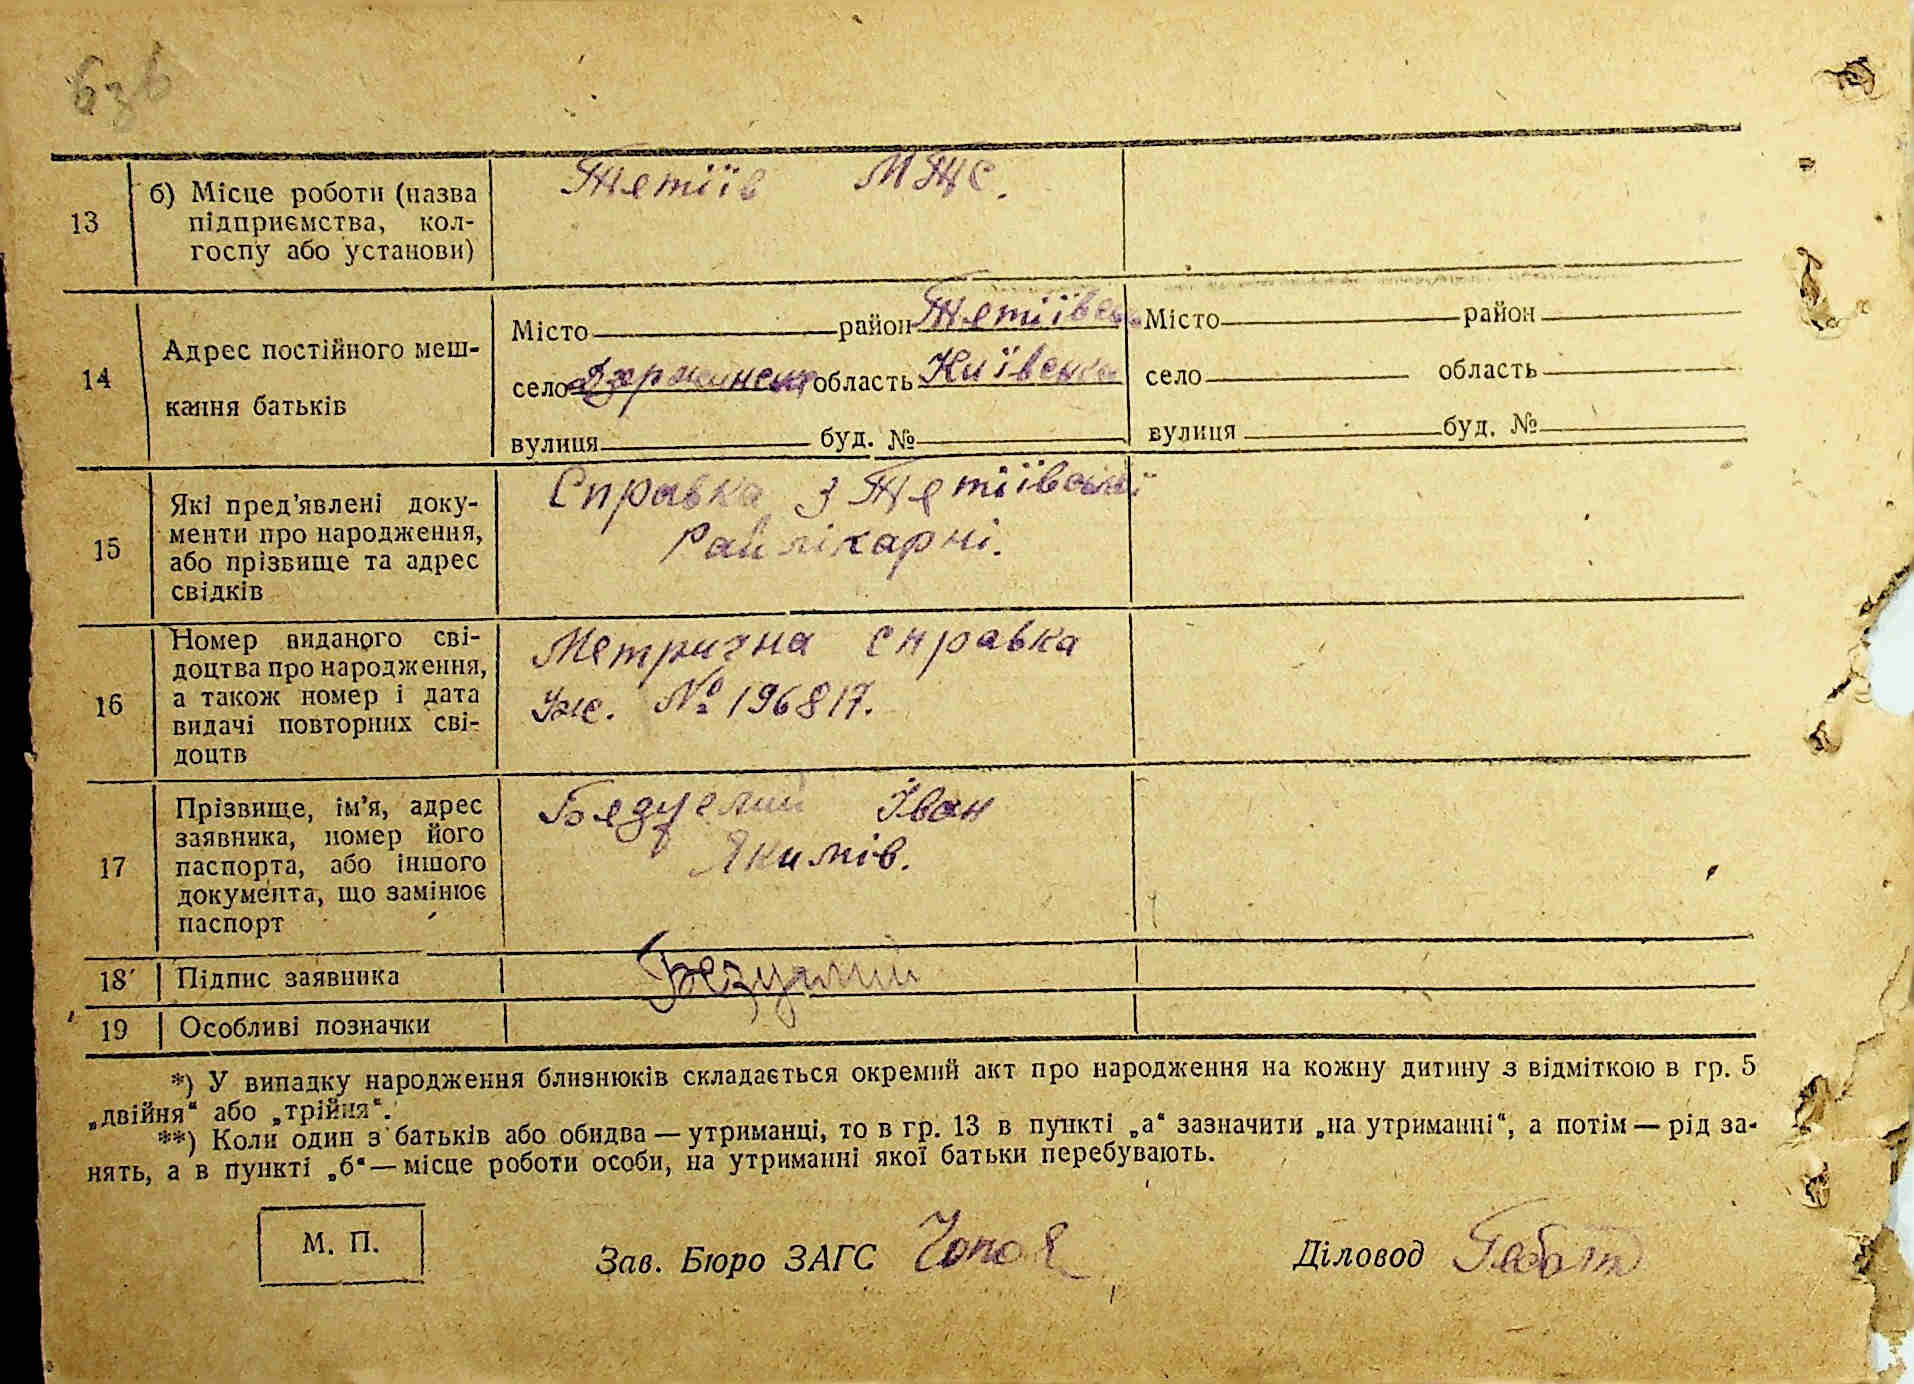 13
б) Місце роботи (назва
підприємства, кол-
госпу або установи)
Тетіїв МТС.
14
Адрес постійного меш-
кання батьків
Місто район Тетіївськ
село область Київська
вулиця буд. №
Місто район
село область
вулиця буд. №
15
Які пред'явлені доку-
менти про народження,
або прізвище та адрес
свідків
Справка з Тетіївської
Райлікарні.
16
Номер виданого сві-
доцтва про народження,
а також номер і дата
видачі повторних сві-
доцтв
Метрична справка
Уже. № 196817.
17
Прізвище, ім'я, адрес
заявника, номер його
паспорта, або іншого
документа, що замінює
паспорт
Іван
Якимів.
18
Підпис заявника
19
Особливі позначки
*) У випадку народження близнюків складається окремий акт про народження на кожну дитину з відміткою в гр. 5
„двійня“ або „трійня“.
**) Коли один з батьків або обидва — утриманці, то в гр. 13 в пункті „а“ зазначити „на утриманні“, а потім — рід за-
нять, а в пункті „б“ — місце роботи особи, на утриманні якої батьки перебувають.
М. П.
Зав. Бюро ЗАГС
Діловод